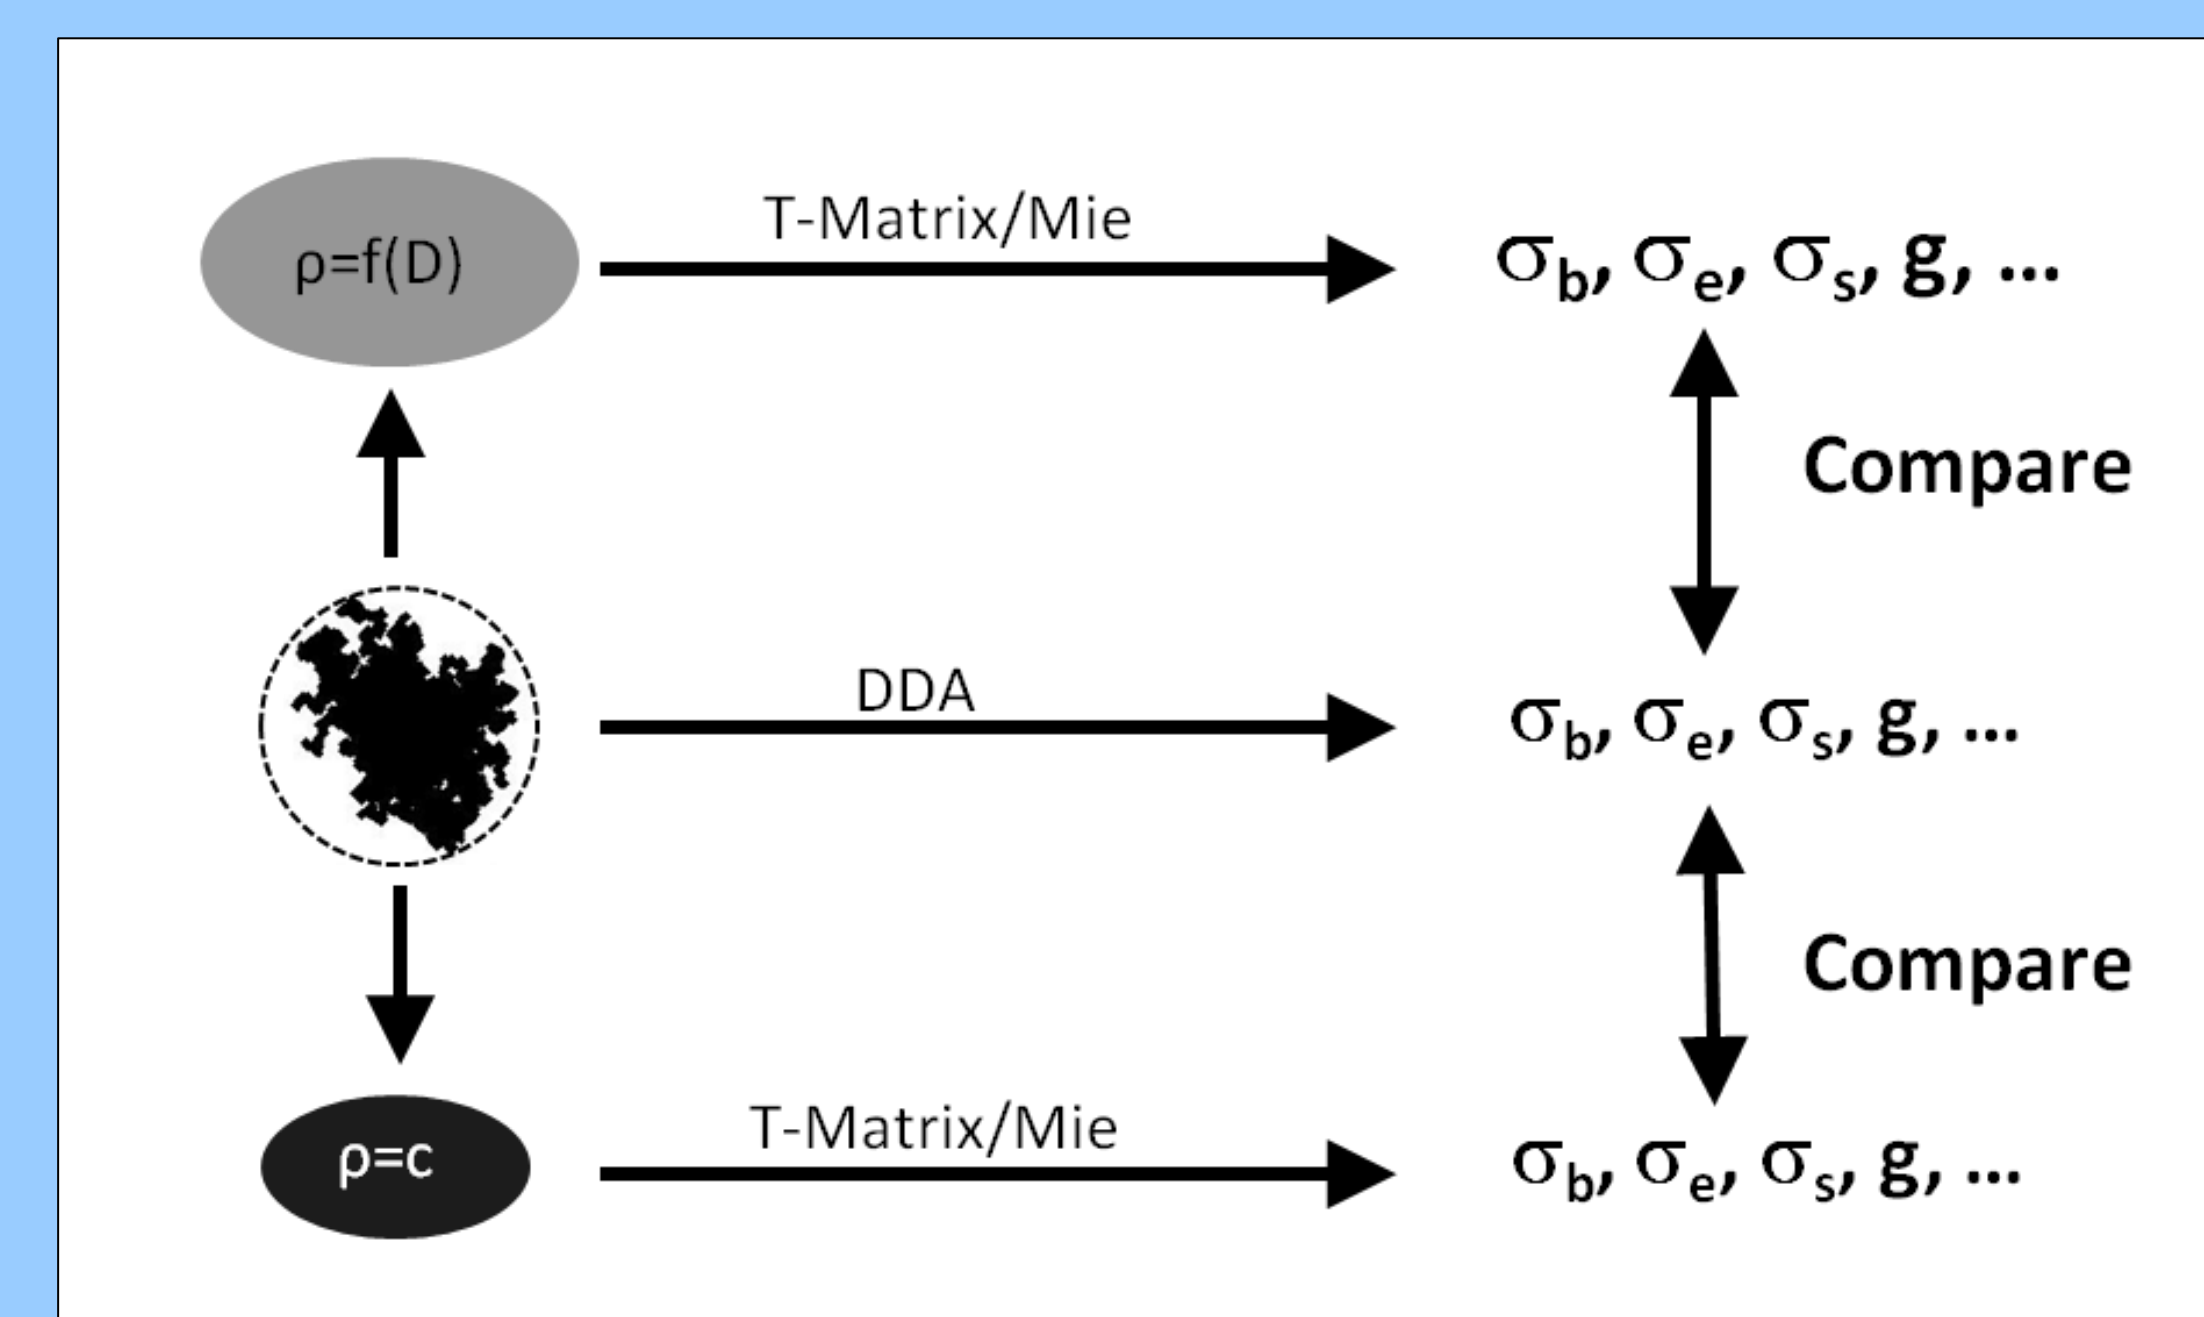 T-Matrix/Mie
ρ=f(D)
σb, σe, σs, g, ...
Compare
DDA
σb, σe, σs, g, ...
Compare
T-Matrix/Mie
ρ=c
σb, σe, σs, g, ...